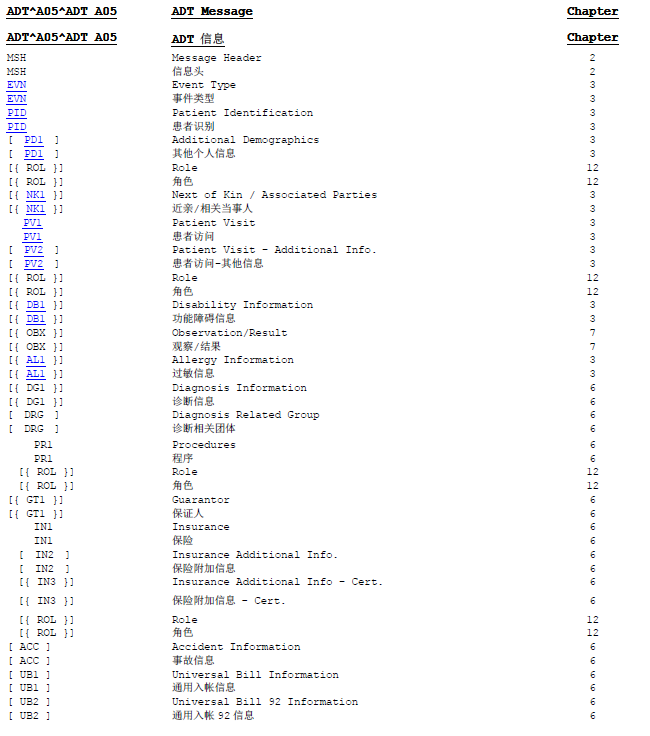 ADT^A05^ADT A05 ADT Message Chapter
ADT^A05^ADT A05 ADT 信息 Chapter
MSH Message Header 2
MSH 信息头 2
EVN Event Type 3
EVN 事件类型 3
PID Patient Identification 3
PID 患者识别 3
[ PD1 ] Additional Demographics 3
[ PD1 ] 其他个人信息 3
[{ ROL }] Role 12
[{ ROL }] 角色 12
[{ NK1 }] Next of Kin / Associated Parties 3
[{ NK1 }] 近亲/相关当事人 3
PV1 Patient Visit 3
PV1 患者访问 3
[ PV2 ] Patient Visit - Additional Info. 3
[ PV2 ] 患者访问-其他信息 3
[{ ROL }] Role 12
[{ ROL }] 角色 12
[{ DB1 }] Disability Information 3
[{ DB1 }] 功能障碍信息 3
[{ OBX }] Observation/Result 7
[{ OBX }] 观察/结果 7
[{ AL1 }] Allergy Information 3
[{ AL1 }] 过敏信息 3
[{ DG1 }] Diagnosis Information 6
[{ DG1 }] 诊断信息 6
[ DRG ] Diagnosis Related Group 6
[ DRG ] 诊断相关团体 6
PR1 Procedures 6
PR1 程序 6
[{ ROL }] Role 12
[{ ROL }] 角色 12
[{ GT1 }] Guarantor 6
[{ GT1 }] 保证人 6
IN1 Insurance 6
IN1 保险 6
[ IN2 ] Insurance Additional Info. 6
[ IN2 ] 保险附加信息 6
[{ IN3 }] Insurance Additional Info - Cert. 6
[{ IN3 }] 保险附加信息 - Cert. 6
[{ ROL }] Role 12
[{ ROL }] 角色 12
[ ACC ] Accident Information 6
[ ACC ] 事故信息 6
[ UB1 ] Universal Bill Information 6
[ UB1 ] 通用入帐信息 6
[ UB2 ] Universal Bill 92 Information 6
[ UB2 ] 通用入帐 92 信息 6